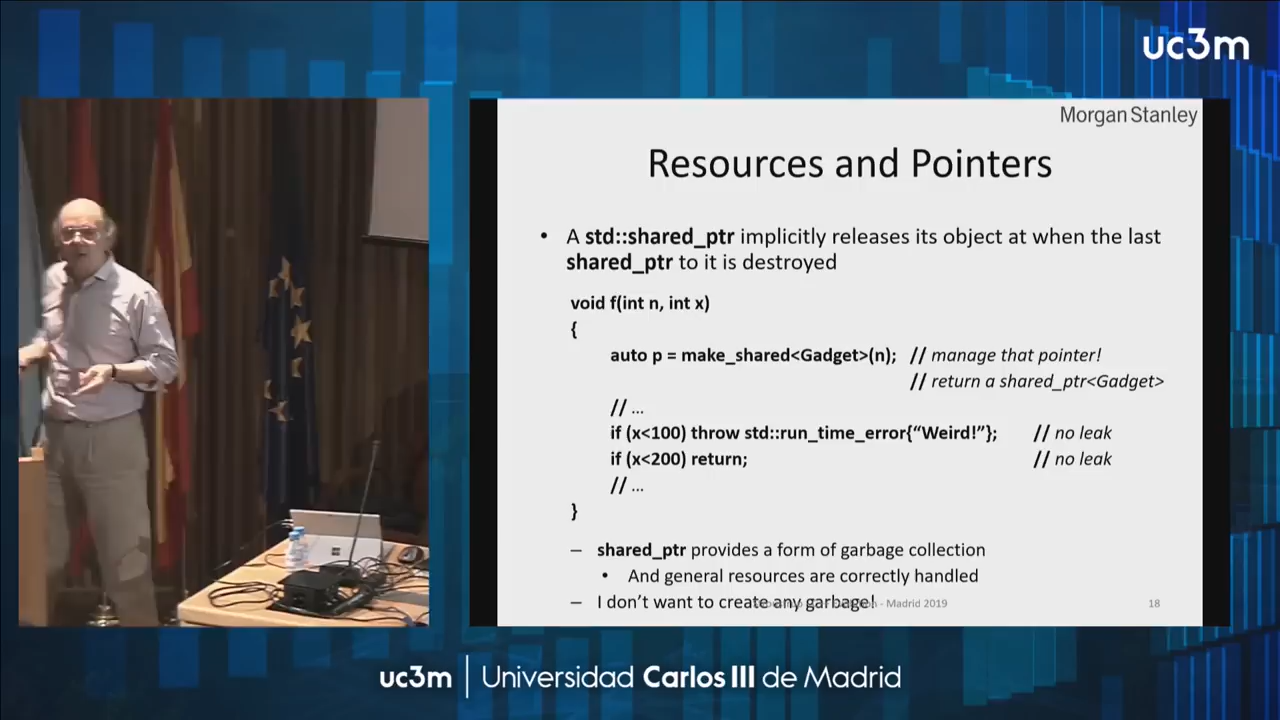 uc3m
Morgan Stanley
Resources and Pointers
• A std::shared_ptr implicitly releases its object at when the last
shared_ptr to it is destroyed
void f(int n, int x)
{
auto p = make_shared<Gadget>(n); // manage that pointer!
// return a shared_ptr<Gadget>
// ...
if (x<100) throw std::run_time_error{“Weird!”}; // no leak
if (x<200) return; // no leak
// ...
}
– shared_ptr provides a form of garbage collection
• And general resources are correctly handled
– I don’t want to create any garbage!
- Madrid 2019
18
uc3m | Universidad Carlos III de Madrid